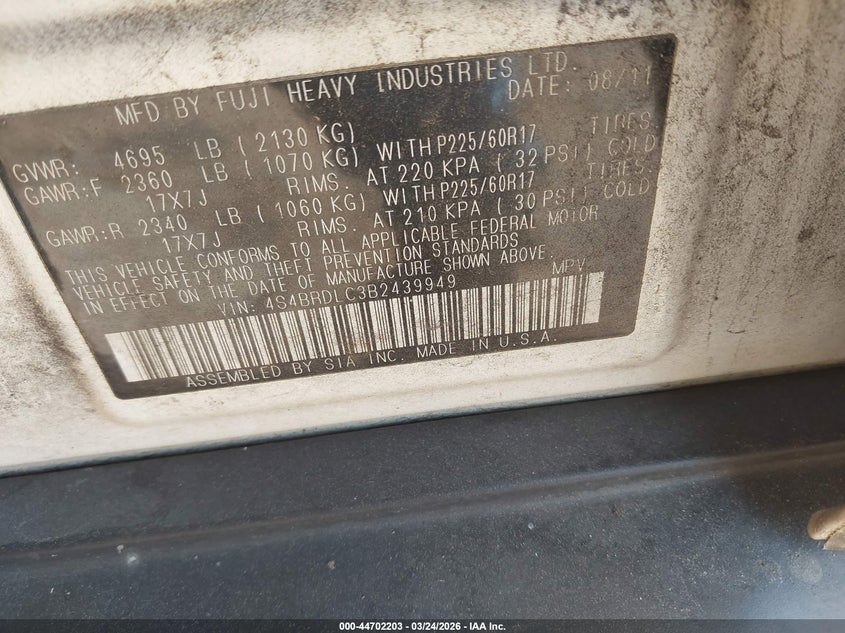 MFD BY FUJI HEAVY INDUSTRIES LTD.
DATE: 08/11
GVWR: 4695 LB (2130 KG)
GAWR:F 2360 LB (1070 KG) WITH P225/60R17 TIRES
17X7J RIMS. AT 220 KPA (32 PSI) COLD
GAWR:R 2340 LB (1060 KG) WITH P225/60R17 TIRES.
17X7J RIMS. AT 210 KPA (30 PSI) COLD
THIS VEHICLE CONFORMS TO ALL APPLICABLE FEDERAL MOTOR
VEHICLE SAFETY AND THEFT PREVENTION STANDARDS
IN EFFECT ON THE DATE OF MANUFACTURE SHOWN ABOVE.
VIN: 4S4BRDLC3B2439949 MPV
ASSEMBLED BY SIA INC. MADE IN U.S.A.
000-44702203 - 03/24/2026 - IAA Inc.